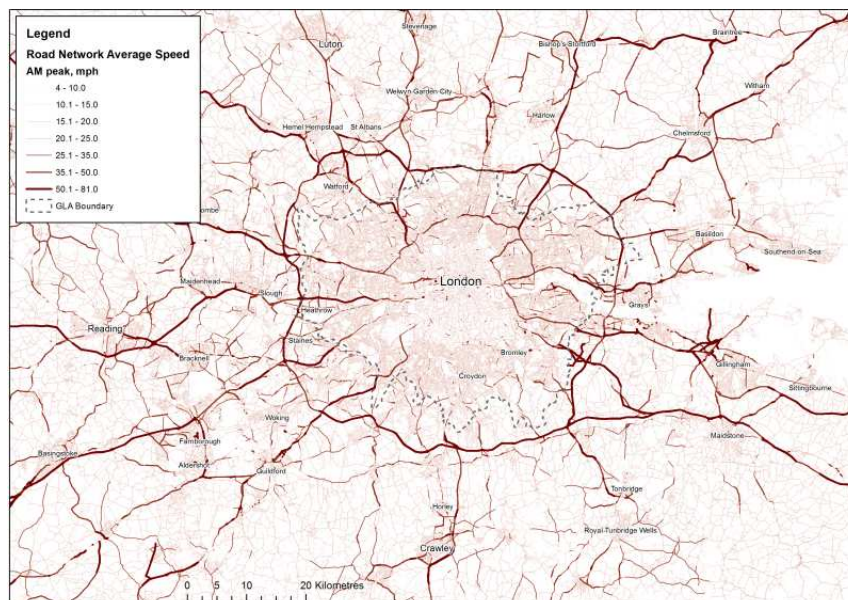 Legend
Road Network Average Speed
AM peak, mph
4 - 10.0
10.1 - 15.0
15.1 - 20.0
20.1 - 25.0
25.1 - 35.0
35.1 - 50.0
50.1 - 81.0
GLA Boundary
Stevenage
Luton
Bishop's Stortford
Braintree
Welwyn Garden City
Witham
Harlow
Hemel Hempstead
St Albans
Chelmsford
Watford
ombe
Basildon
Southend-on-Sea
Maidenhead
London
Slough
Heathrow
Grays
Reading
Staines
Bromley
Bracknell
Gillingham
Croydon
Sittingbourne
Woking
Maidstone
Farnborough
Basingstoke
Aldershot
Guildford
Tonbridge
Horley
Royal Tunbridge Wells
Crawley
0 5 10 20 Kilometres